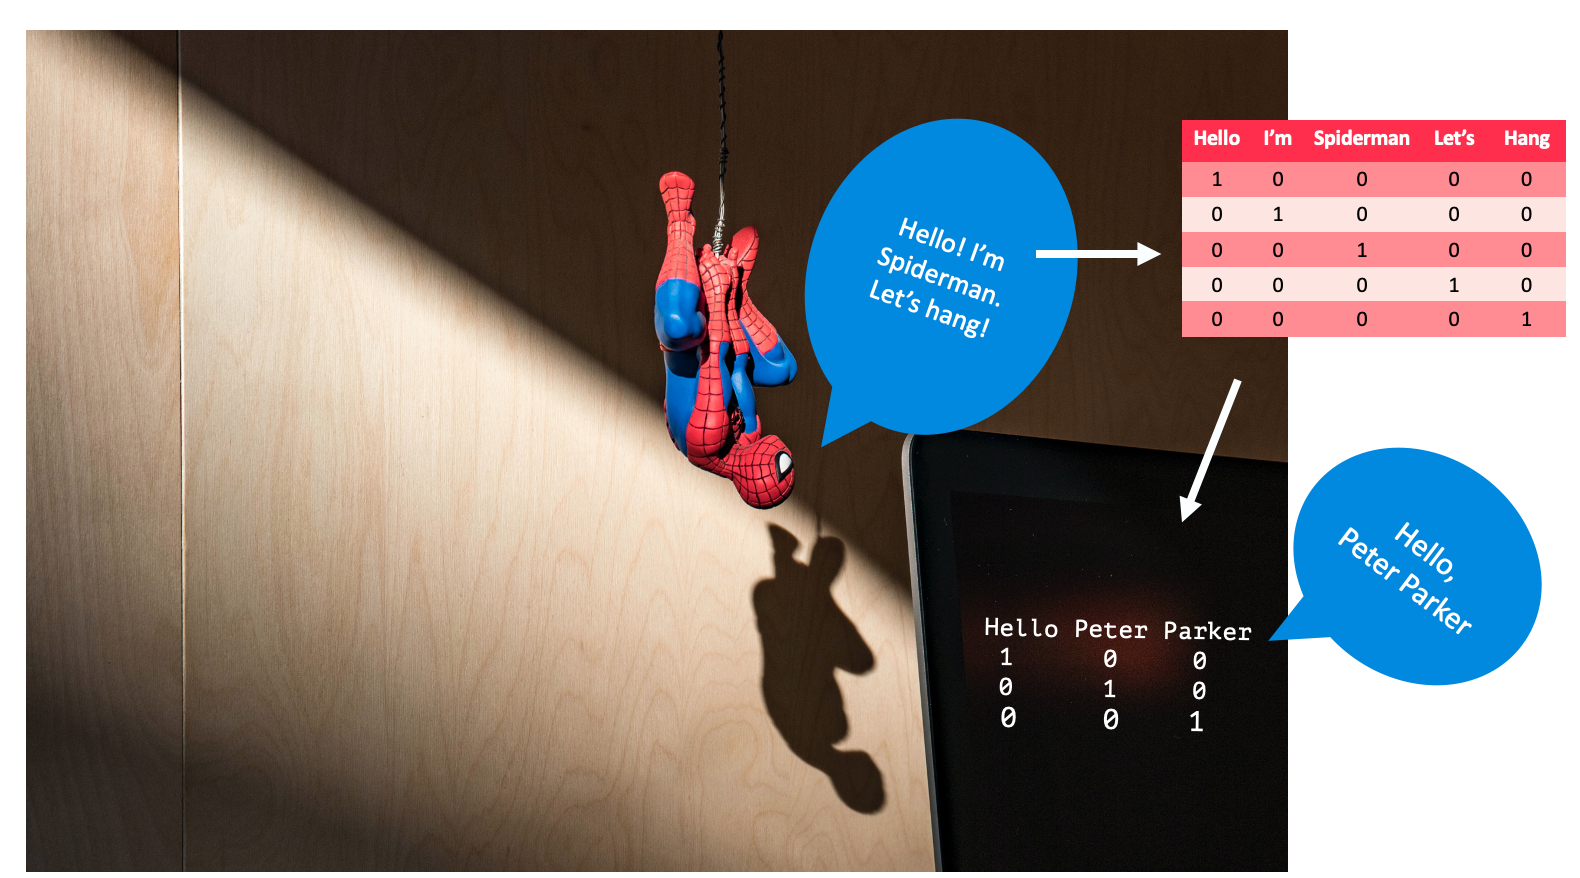 Hello! I'm
Spiderman.
Let's hang!
Hello I'm Spiderman Let's Hang
1 0 0 0 0
0 1 0 0 0
0 0 1 0 0
0 0 0 1 0
0 0 0 0 1
Hello Peter Parker
1 0 0
0 1 0
0 0 1
Hello,
Peter Parker